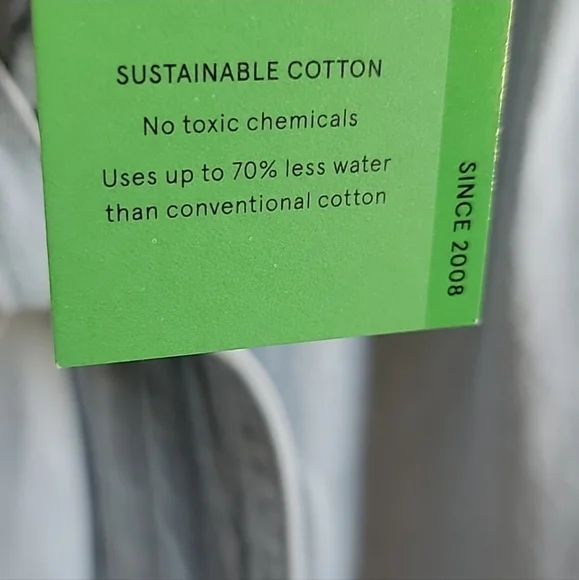 SUSTAINABLE COTTON
No toxic chemicals
Uses up to 70% less water
than conventional cotton
SINCE 2008